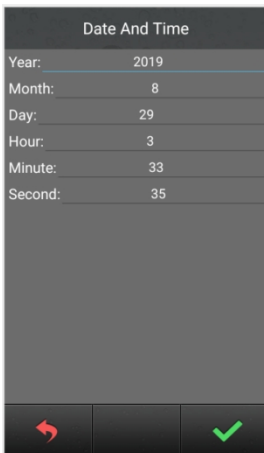 Date And Time
Year: 2019
Month: 8
Day: 29
Hour: 3
Minute: 33
Second: 35